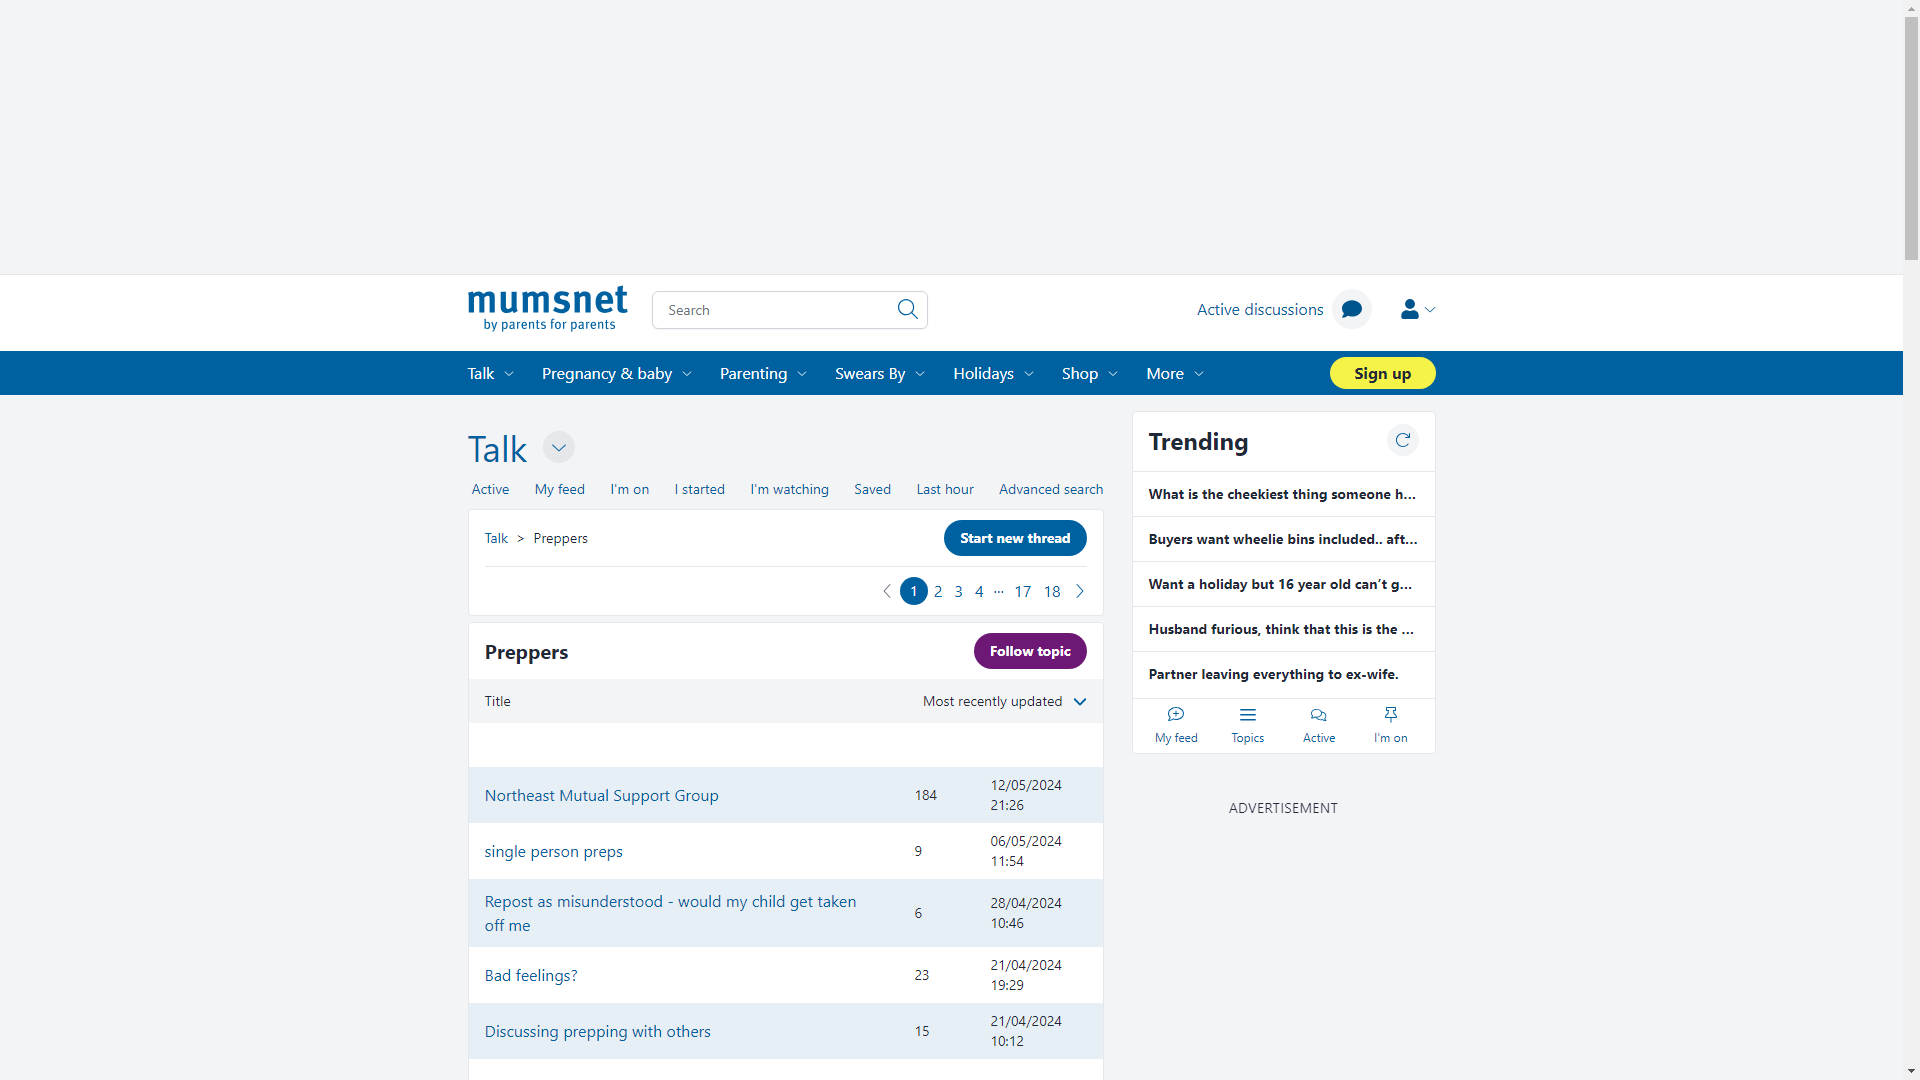 mumsnet
by parents for parents
Search
Active discussions
Talk
Pregnancy & baby
Parenting
Swears By
Holidays
Shop
More
Sign up
Talk
Active
My feed
I'm on
I started
I'm watching
Saved
Last hour
Advanced search
Talk > Preppers
Start new thread
1 2 3 4 ... 17 18
Preppers
Follow topic
Title
Most recently updated
Northeast Mutual Support Group
184
12/05/2024
21:26
single person preps
9
06/05/2024
11:54
Repost as misunderstood - would my child get taken
off me
6
28/04/2024
10:46
Bad feelings?
23
21/04/2024
19:29
Discussing prepping with others
15
21/04/2024
10:12
Trending
What is the cheekiest thing someone h...
Buyers want wheelie bins included.. aft...
Want a holiday but 16 year old can’t g...
Husband furious, think that this is the ...
Partner leaving everything to ex-wife.
My feed
Topics
Active
I'm on
ADVERTISEMENT